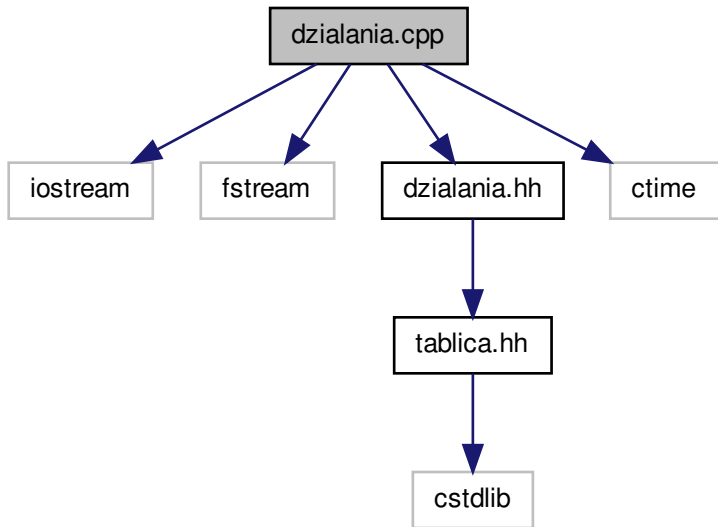 dzialania.cpp
iostream
fstream
dzialania.hh
ctime
tablica.hh
cstdlib